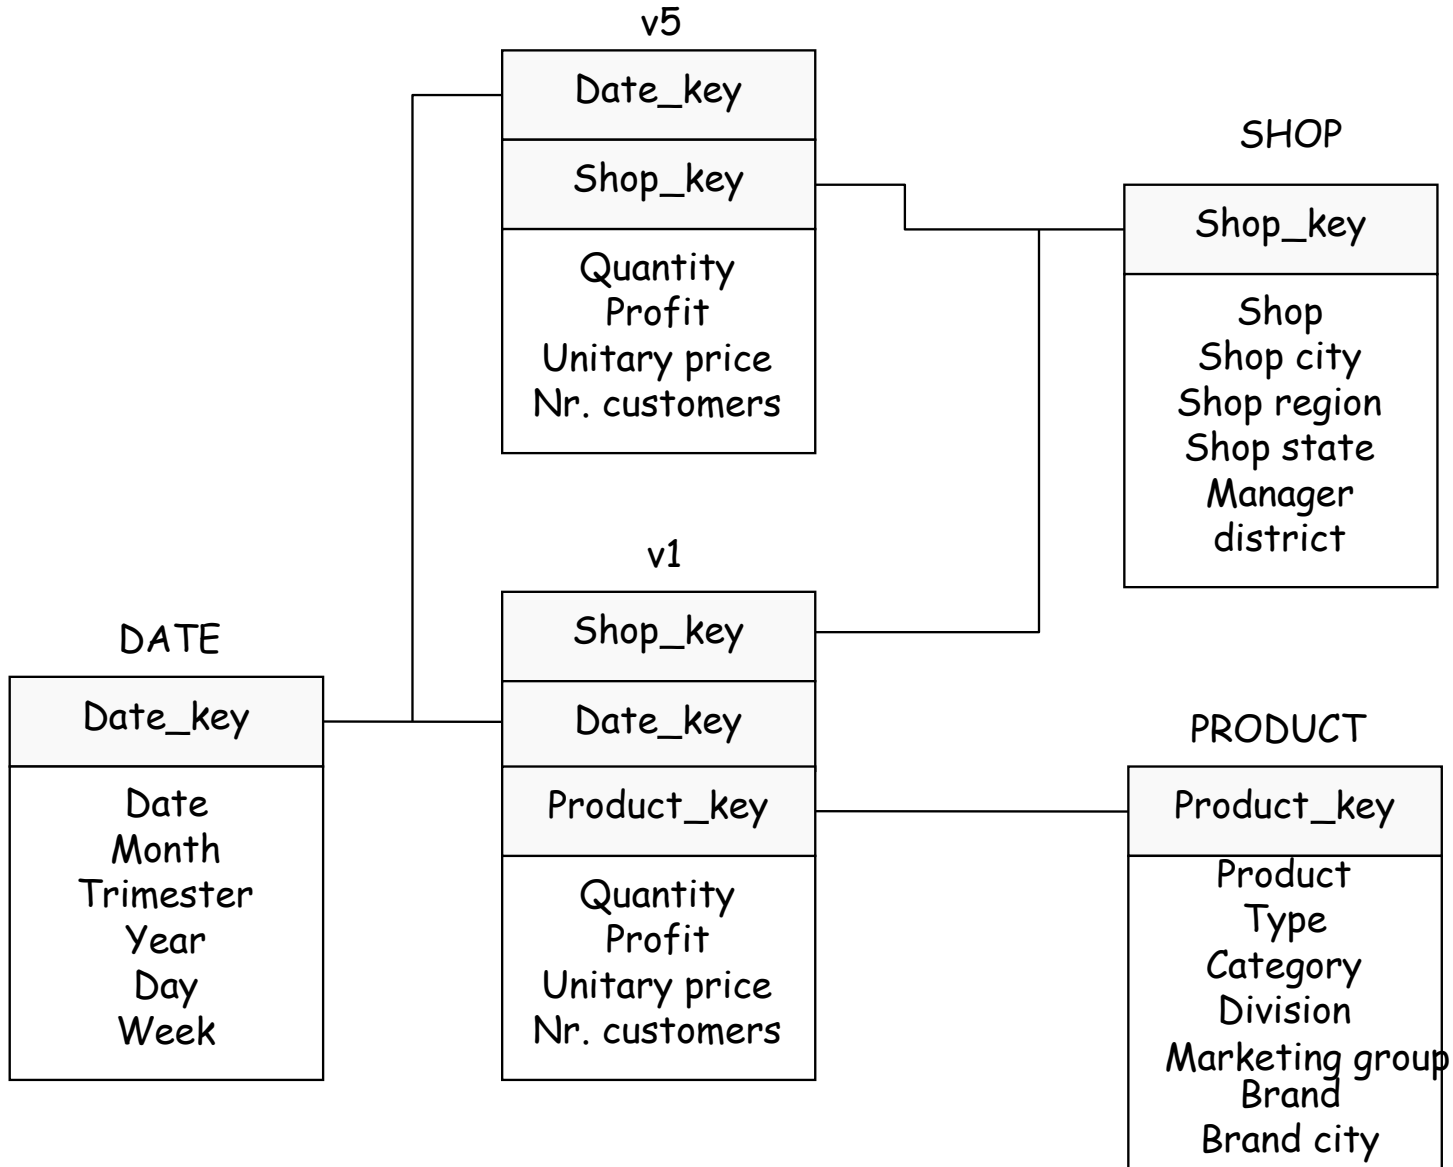 v5
Date_key
Shop_key
Quantity
Profit
Unitary price
Nr. customers
SHOP
Shop_key
Shop
Shop city
Shop region
Shop state
Manager
district
v1
Shop_key
Date_key
Product_key
Quantity
Profit
Unitary price
Nr. customers
DATE
Date_key
Date
Month
Trimester
Year
Day
Week
PRODUCT
Product_key
Product
Type
Category
Division
Marketing group
Brand
Brand city